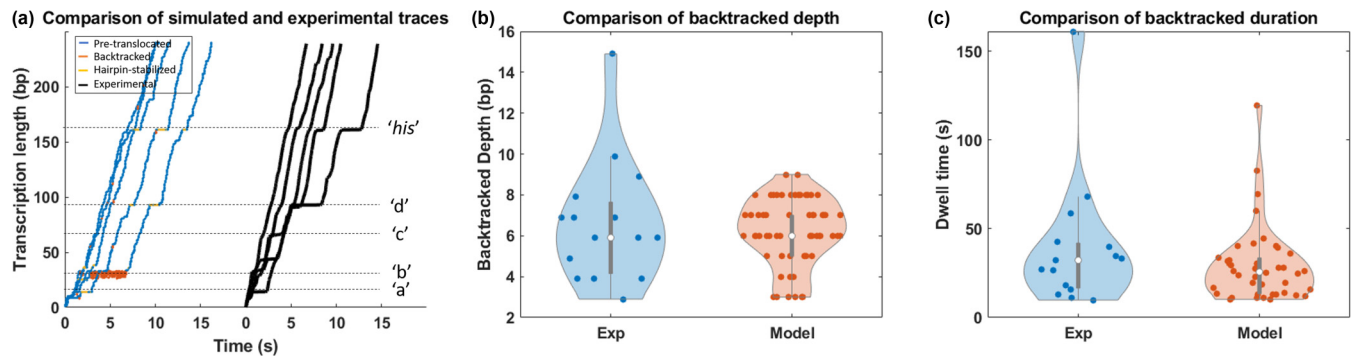 (a) Comparison of simulated and experimental traces
Pre-translocated
Backtracked
Hairpin-stabilized
Experimental
Transcription length (bp)
200
150
100
50
0
'his'
'd'
'c'
'b'
'a'
0 5 10 15 0 5 10 15
Time (s)
(b) Comparison of backtracked depth
Backtracked Depth (bp)
16
14
12
10
8
6
4
2
Exp Model
(c) Comparison of backtracked duration
Dwell time (s)
150
100
50
0
Exp Model